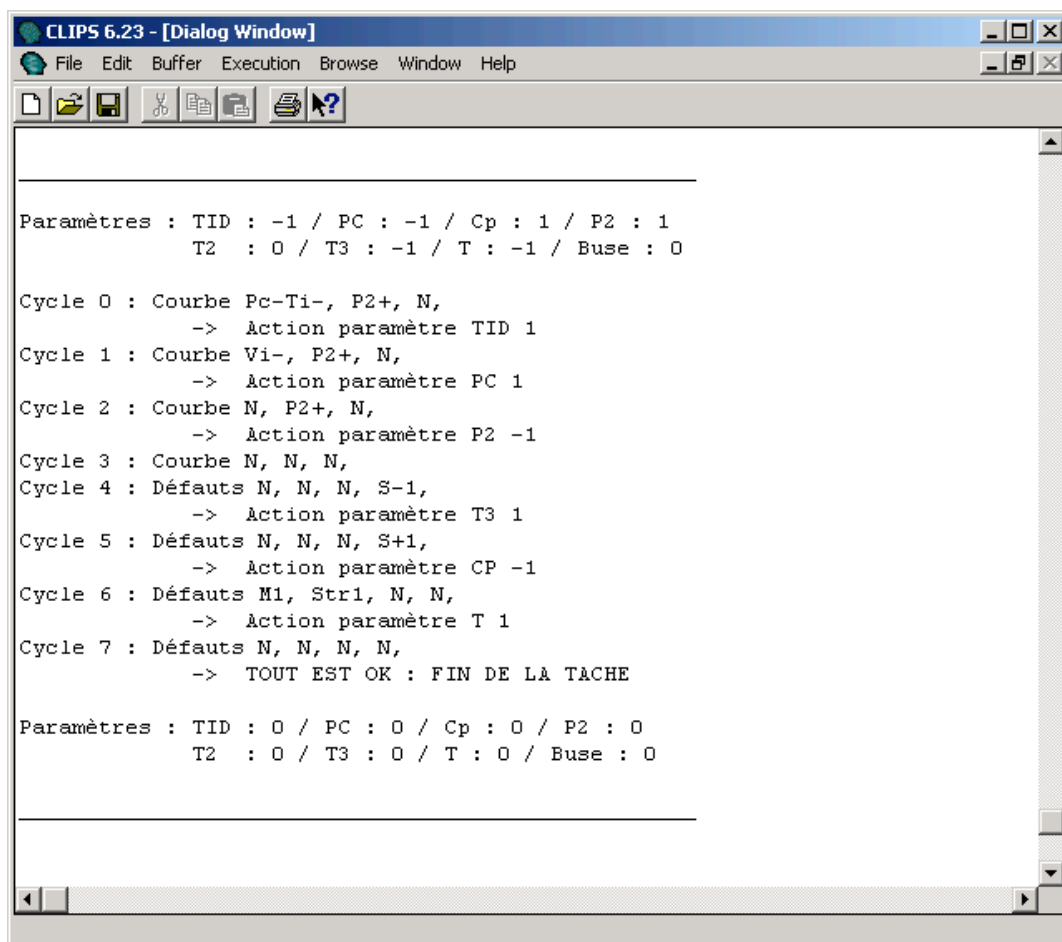 CLIPS 6.23 - [Dialog Window]
File Edit Buffer Execution Browse Window Help
Paramètres : TID : -1 / PC : -1 / Cp : 1 / P2 : 1
T2 : 0 / T3 : -1 / T : -1 / Buse : 0
Cycle 0 : Courbe Pc-Ti-, P2+, N,
-> Action paramètre TID 1
Cycle 1 : Courbe Vi-, P2+, N,
-> Action paramètre PC 1
Cycle 2 : Courbe N, P2+, N,
-> Action paramètre P2 -1
Cycle 3 : Courbe N, N, N,
Cycle 4 : Défauts N, N, N, S-1,
-> Action paramètre T3 1
Cycle 5 : Défauts N, N, N, S+1,
-> Action paramètre CP -1
Cycle 6 : Défauts M1, Str1, N, N,
-> Action paramètre T 1
Cycle 7 : Défauts N, N, N, N,
-> TOUT EST OK : FIN DE LA TACHE
Paramètres : TID : 0 / PC : 0 / Cp : 0 / P2 : 0
T2 : 0 / T3 : 0 / T : 0 / Buse : 0